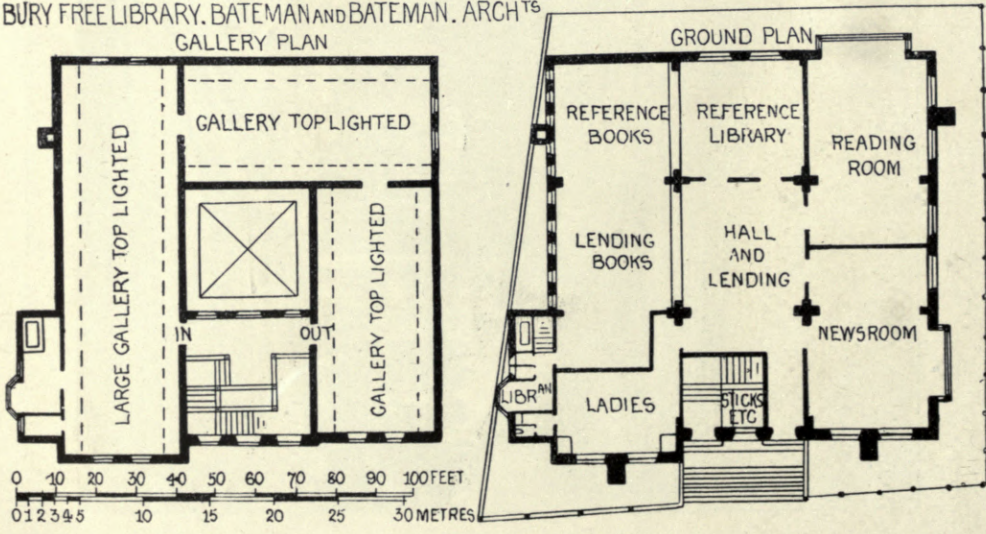 BURY FREE LIBRARY. BATEMAN AND BATEMAN. ARCHTS
GALLERY PLAN
GALLERY TOP LIGHTED
LARGE GALLERY TOP LIGHTED
GALLERY TOP LIGHTED
IN
OUT
0 10 20 30 40 50 60 70 80 90 100 FEET
0 1 2 3 4 5 10 15 20 25 30 METRES
GROUND PLAN
REFERENCE
BOOKS
REFERENCE
LIBRARY
READING
ROOM
LENDING
BOOKS
HALL
AND
LENDING
NEWSROOM
LIBRAN
LADIES
STICKS
ETC